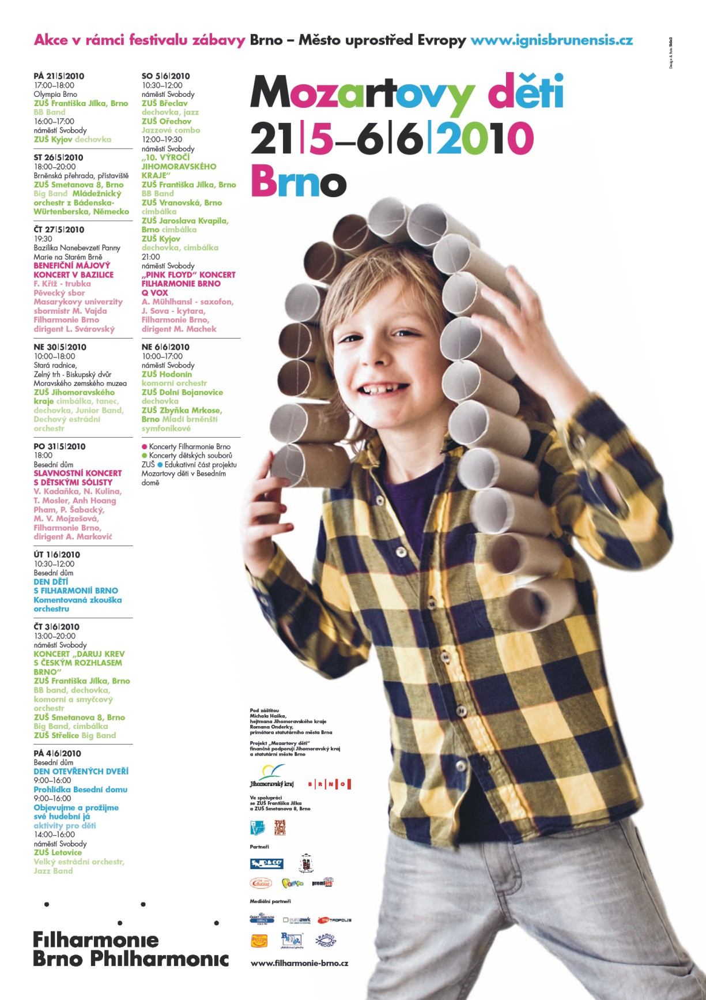 Akce v rámci festivalu zábavy Brno – Město uprostřed Evropy www.ignisbrunensis.cz
Design & foto Side2
Mozartovy děti
21|5–6|6|2010
Brno
PÁ 21|5|2010
17:00–18:00
Olympia Brno
ZUŠ Františka Jílka, Brno
BB Band
16:00–17:00
náměstí Svobody
ZUŠ Kyjov dechovka
ST 26|5|2010
18:00–20:00
Brněnská přehrada, přístaviště
ZUŠ Smetanova 8, Brno
Big Band Mládežnický
orchestr z Bádenska-
Würtenberska, Německo
ČT 27|5|2010
19:30
Bazilika Nanebevzetí Panny
Marie na Starém Brně
BENEFIČNÍ MÁJOVÝ
KONCERT V BAZILICE
F. Kříž - trubka
Pěvecký sbor
Masarykovy univerzity
sbormistr M. Vajda
Filharmonie Brno
dirigent L. Svárovský
NE 30|5|2010
10:00–18:00
Stará radnice,
Zelný trh - Biskupský dvůr
Moravského zemského muzea
ZUŠ Jihomoravského
kraje cimbálka, tanec,
dechovka, Junior Band,
Dechový estrádní
orchestr
PO 31|5|2010
18:00
Besední dům
SLAVNOSTNÍ KONCERT
S DĚTSKÝMI SÓLISTY
V. Kadaňka, N. Kulina,
T. Mosler, Anh Hoang
Pham, P. Šabacký,
M. V. Mojzešová,
Filharmonie Brno,
dirigent A. Marković
ÚT 1|6|2010
10:30–12:00
Besední dům
DEN DĚTÍ
S FILHARMONIÍ BRNO
Komentovaná zkouška
orchestru
ČT 3|6|2010
13:00–20:00
náměstí Svobody
KONCERT „DARUJ KREV
S ČESKÝM ROZHLASEM
BRNO“
ZUŠ Františka Jílka, Brno
BB band, dechovka,
komorní a smyčcový
orchestr
ZUŠ Smetanova 8, Brno
Big Band, cimbálka
ZUŠ Střelice Big Band
PÁ 4|6|2010
Besední dům
DEN OTEVŘENÝCH DVEŘÍ
9:00–16:00
Prohlídka Besední domu
9:00–16:00
Objevujme a prožijme
své hudební já
aktivity pro děti
14:00–16:00
náměstí Svobody
ZUŠ Letovice
Velký estrádní orchestr,
Jazz Band
SO 5|6|2010
10:30–12:00
náměstí Svobody
ZUŠ Břeclav
dechovka, jazz
ZUŠ Ořechov
Jazzové combo
12:00–19:30
náměstí Svobody
„10. VÝROČÍ
JIHOMORAVSKÉHO
KRAJE“
ZUŠ Františka Jílka, Brno
BB Band
ZUŠ Vranovská, Brno
cimbálka
ZUŠ Jaroslava Kvapila,
Brno cimbálka
ZUŠ Kyjov
dechovka, cimbálka
21:00
náměstí Svobody
„PINK FLOYD“ KONCERT
FILHARMONIE BRNO
Q VOX
A. Mühlhansl - saxofon,
J. Sova - kytara,
Filharmonie Brno,
dirigent M. Machek
NE 6|6|2010
10:00–17:00
náměstí Svobody
ZUŠ Hodonín
komorní orchestr
ZUŠ Dolní Bojanovice
dechovka
ZUŠ Zbyňka Mrkose,
Brno Mladí brněnští
symfonikové
● Koncerty Filharmonie Brno
● Koncerty dětských souborů
ZUŠ ● Edukativní část projektu
Mozartovy děti v Besedním
domě
Pod záštitou
Michala Haška,
hejtmana Jihomoravského kraje
Romana Onderky,
primátora statutárního města Brna
Projekt „Mozartovy děti“
finančně podporují Jihomoravský kraj
a statutární město Brno
Jihomoravský kraj
B|R|N|O|
Ve spolupráci
se ZUŠ Františka Jílka
a ZUŠ Smetanova 8, Brno
ZUŠ
Partneři
premiéra
Mediální partneři
ČESKÝ ROZHLAS
BRNO
euroawk
METROPOLIS
Petrov
RADIO
PROGLAS
www.filharmonie-brno.cz
Filharmonie
Brno Philharmonic